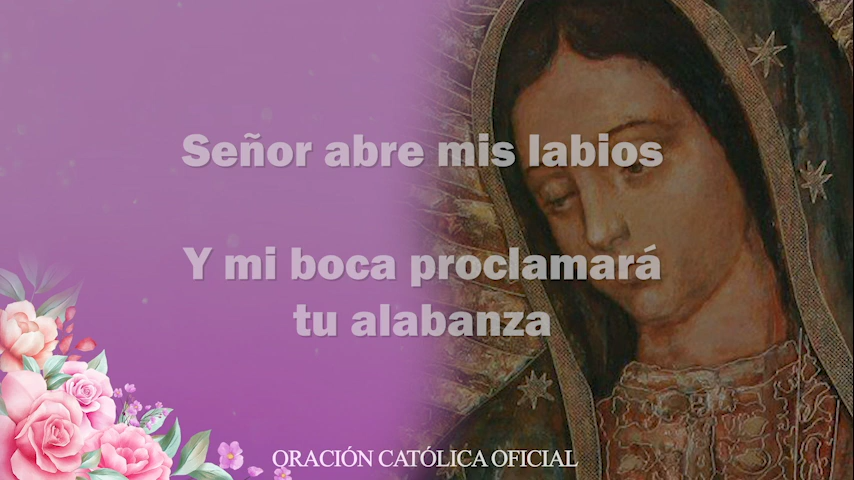 Señor abre mis labios
Y mi boca proclamará
tu alabanza
ORACIÓN CATÓLICA OFICIAL